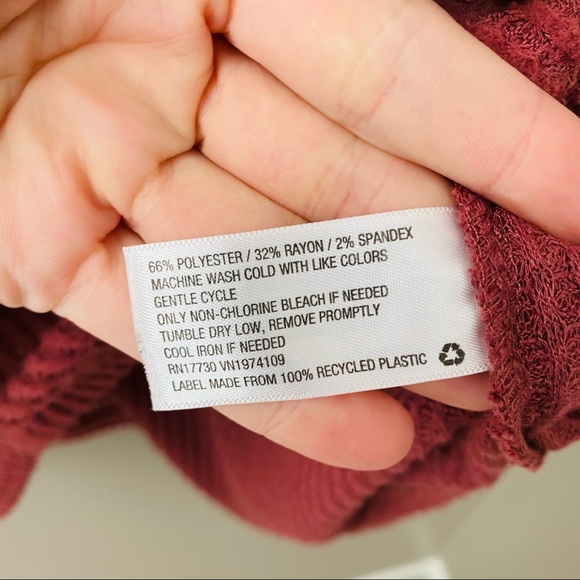 66% POLYESTER / 32% RAYON / 2% SPANDEX
MACHINE WASH COLD WITH LIKE COLORS
GENTLE CYCLE
ONLY NON-CHLORINE BLEACH IF NEEDED
TUMBLE DRY LOW, REMOVE PROMPTLY
COOL IRON IF NEEDED
RN17730 VN1974109
LABEL MADE FROM 100% RECYCLED PLASTIC